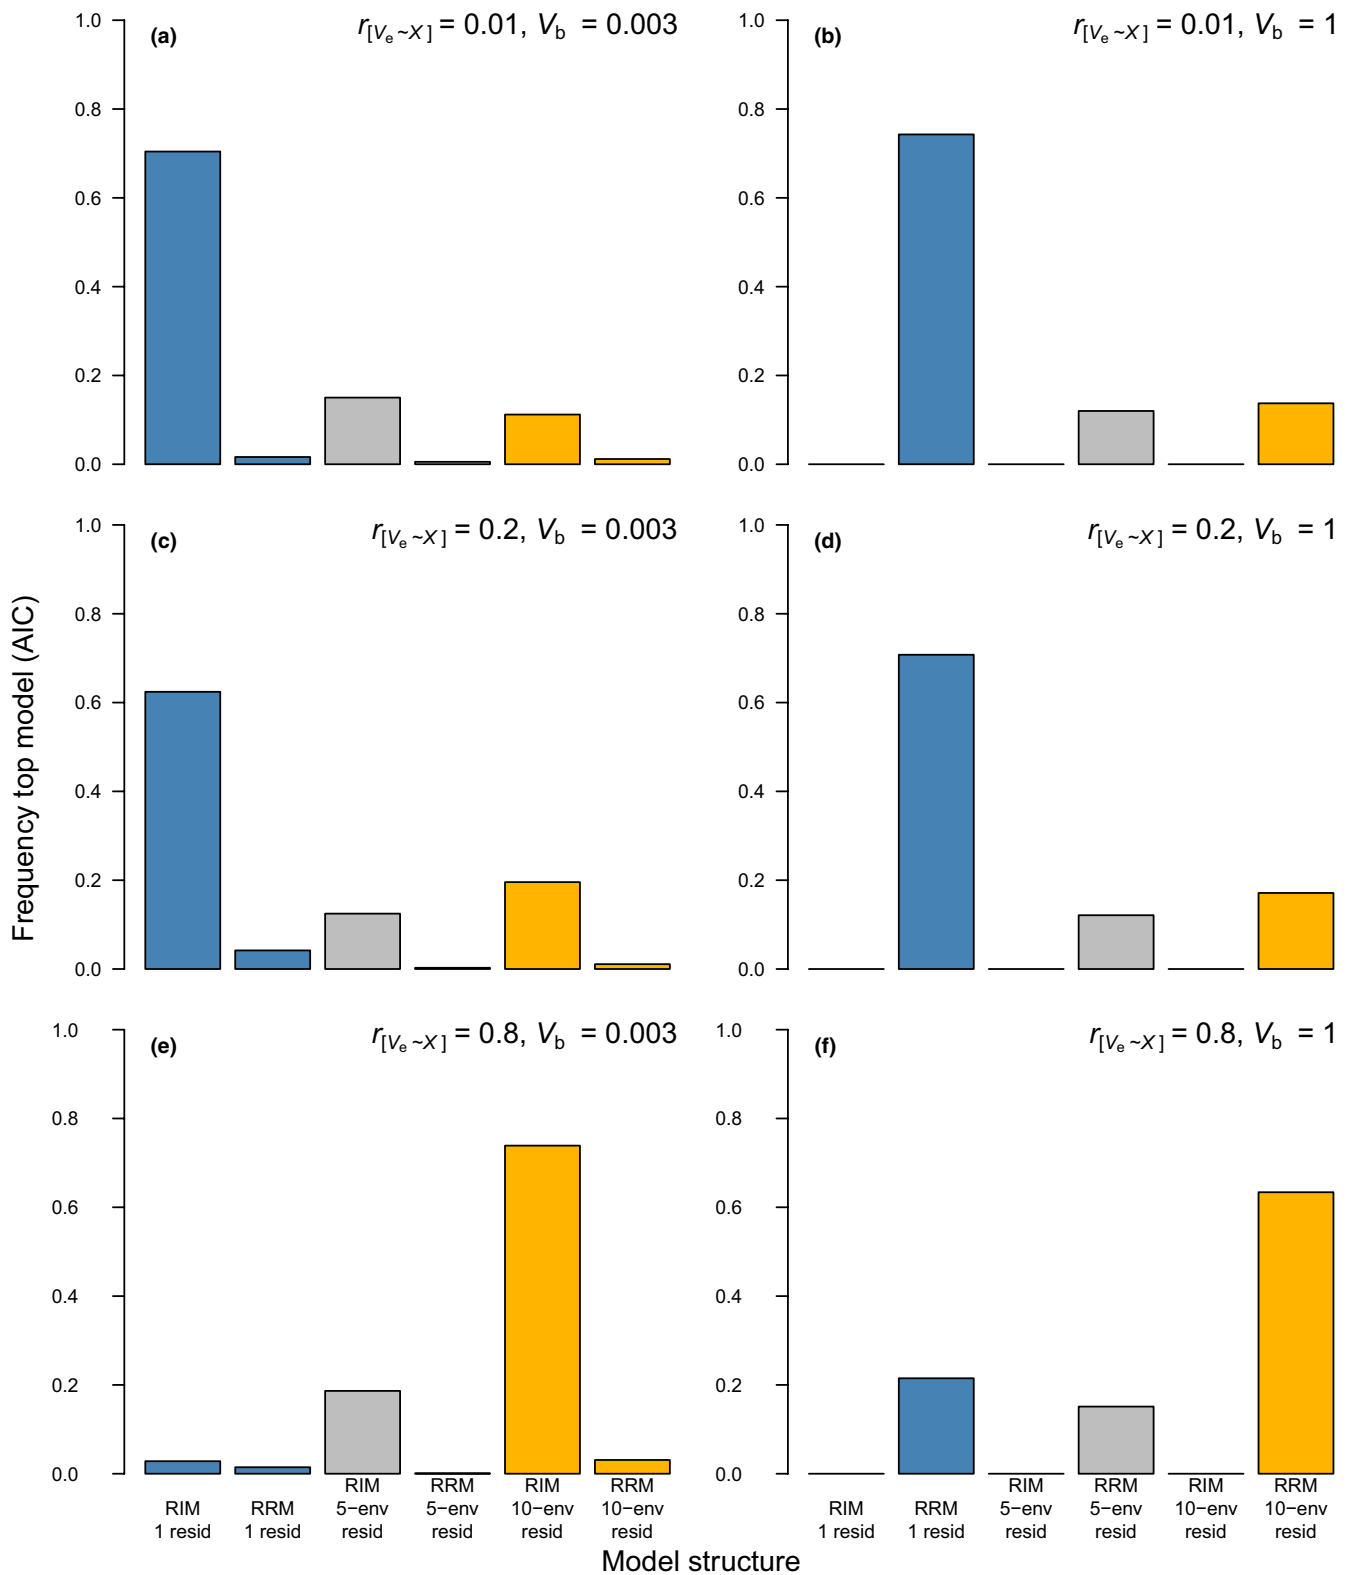 (a) r[Ve ~X] = 0.01, Vb = 0.003
1.0
0.8
0.6
0.4
0.2
0.0
(b) r[Ve ~X] = 0.01, Vb = 1
1.0
0.8
0.6
0.4
0.2
0.0
(c) r[Ve ~X] = 0.2, Vb = 0.003
1.0
0.8
0.6
0.4
0.2
0.0
(d) r[Ve ~X] = 0.2, Vb = 1
1.0
0.8
0.6
0.4
0.2
0.0
Frequency top model (AIC)
(e) r[Ve ~X] = 0.8, Vb = 0.003
1.0
0.8
0.6
0.4
0.2
0.0
RIM
1 resid
RRM
1 resid
RIM
5−env
resid
RRM
5−env
resid
RIM
10−env
resid
RRM
10−env
resid
(f) r[Ve ~X] = 0.8, Vb = 1
1.0
0.8
0.6
0.4
0.2
0.0
RIM
1 resid
RRM
1 resid
RIM
5−env
resid
RRM
5−env
resid
RIM
10−env
resid
RRM
10−env
resid
Model structure